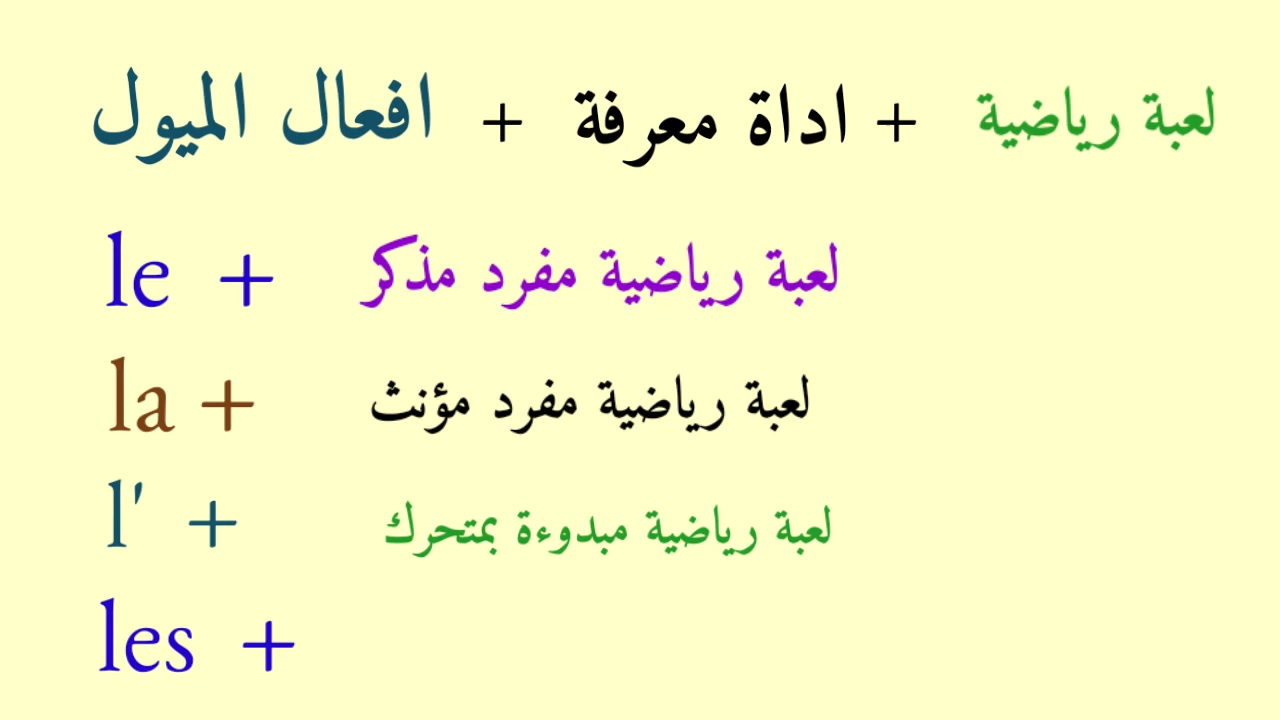 افعال الميول + اداة معرفة + لعبة رياضية
le + لعبة رياضية مفرد مذكر
la + لعبة رياضية مفرد مؤنث
l' + لعبة رياضية مبدوءة بمتحرك
les +